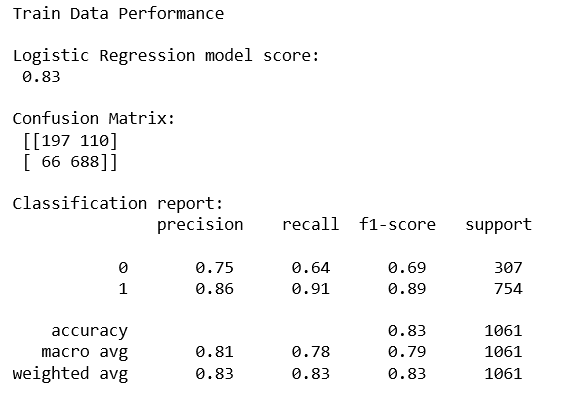 Train Data Performance
Logistic Regression model score:
0.83
Confusion Matrix:
[[197 110]
[ 66 688]]
Classification report:
precision recall f1-score support
0 0.75 0.64 0.69 307
1 0.86 0.91 0.89 754
accuracy 0.83 1061
macro avg 0.81 0.78 0.79 1061
weighted avg 0.83 0.83 0.83 1061